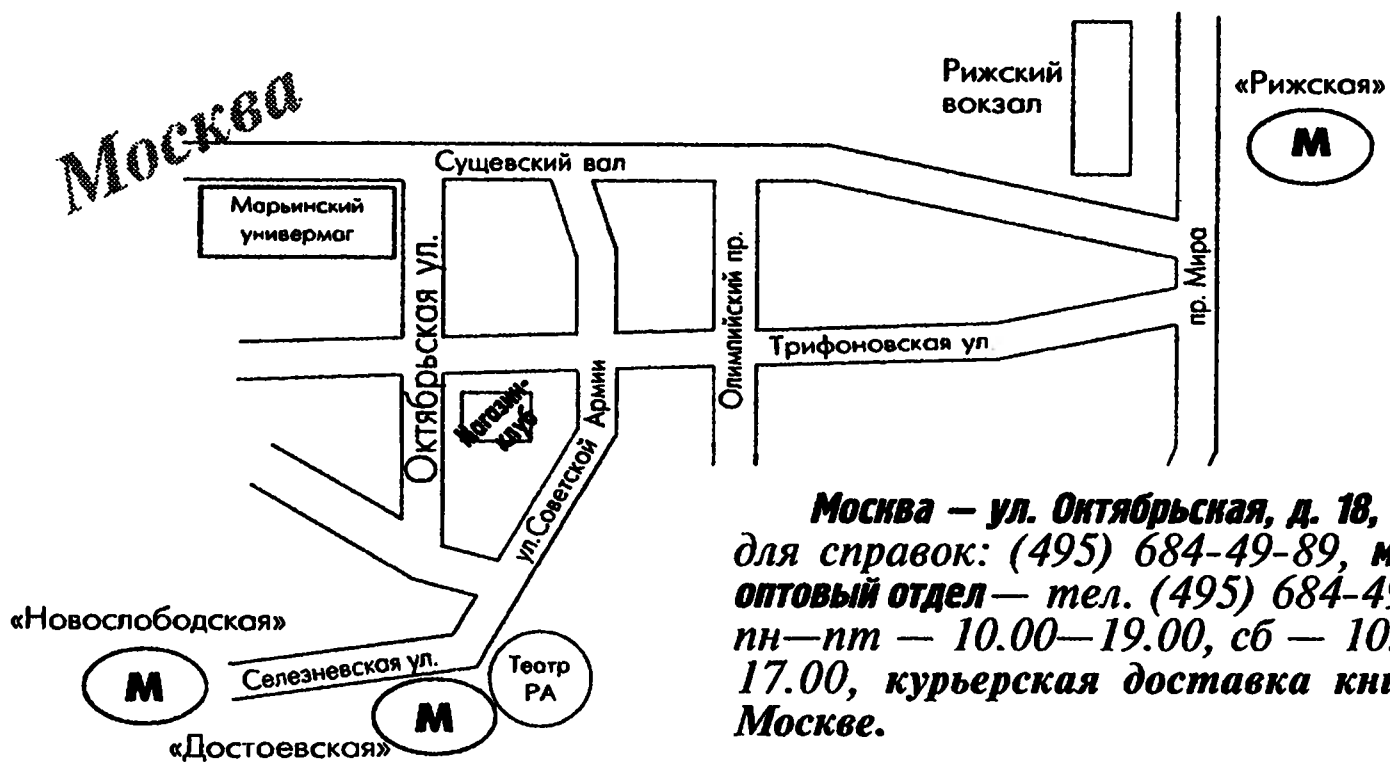 Москва
Рижский
вокзал
«Рижская»
М
Сущевский вал
Марьинский
универмаг
Октябрьская ул.
Олимпийский пр.
пр. Мира
Трифоновская ул
Магазин-
клуб
ул.Советской Армии
«Новослободская»
М
Селезневская ул.
Театр
РА
М
«Достоевская»
Москва — ул. Октябрьская, д. 18,
для справок: (495) 684-49-89,
оптовый отдел — тел. (495) 684-49
пн—пт — 10.00—19.00, сб — 10
17.00, курьерская доставка кни
Москве.